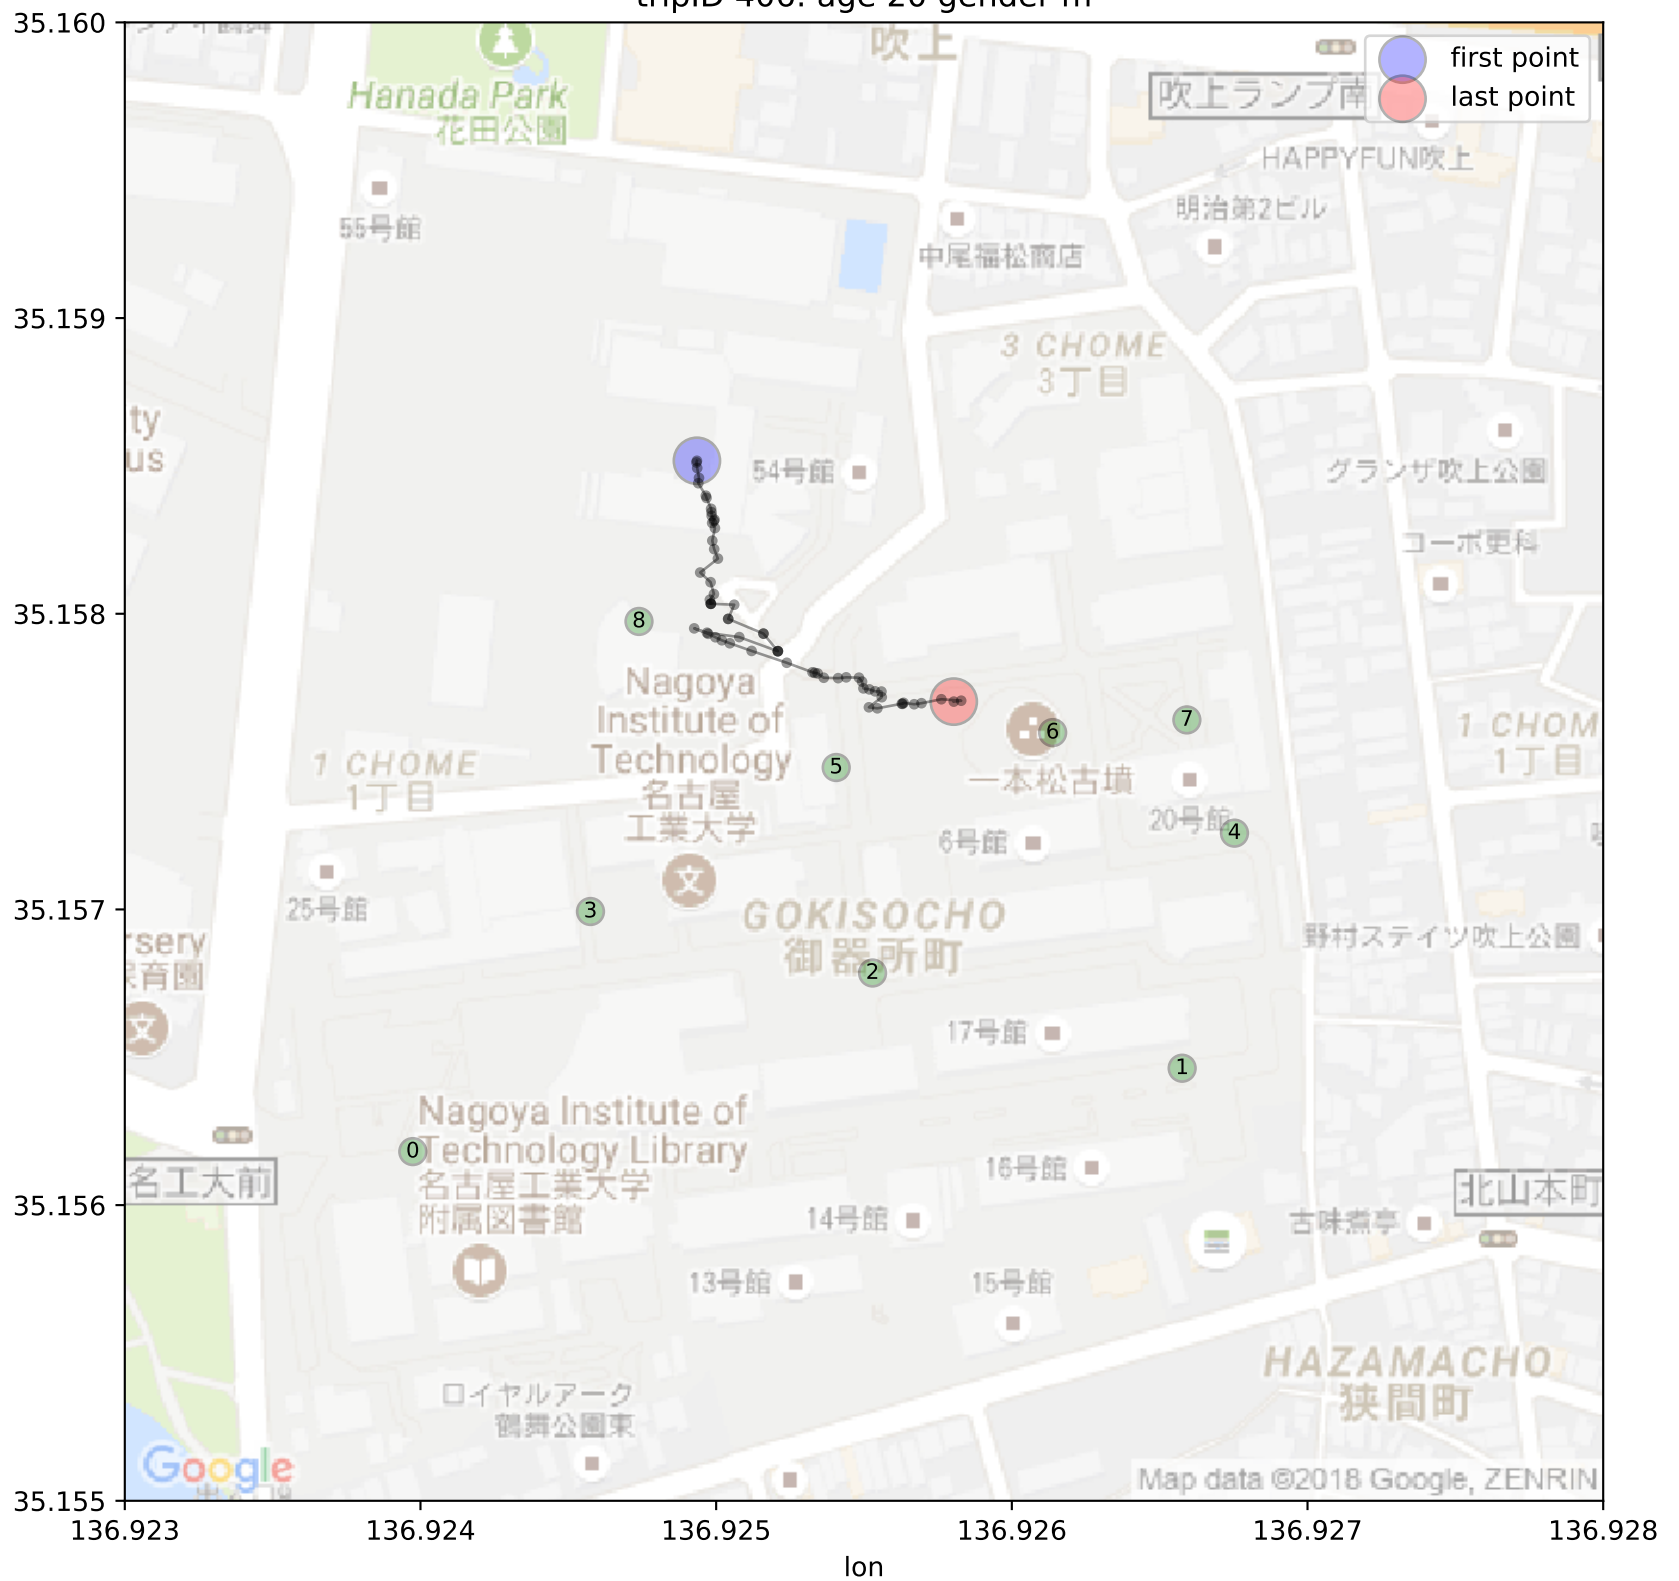 35.160
吹上
first point
last point
吹上ランプ南
Hanada Park
花田公園
HAPPYFUN吹上
明治第2ビル
55号館
中尾福松商店
35.159
3 CHOME
3丁目
ty
us
54号館
グランザ吹上公園
コーポ更科
35.158
8
Nagoya
Institute of
Technology
名古屋
工業大学
7
6
5
1 CHOME
1丁目
1 CHOM
1丁目
一本松古墳
20号館
4
6号館
25号館
35.157
3
GOKISOCHO
御器所町
2
野村ステイツ吹上公園
rsery
保育園
17号館
1
Nagoya Institute of
Technology Library
名古屋工業大学
附属図書館
0
名工大前
16号館
北山本町
35.156
14号館
古味煮亭
13号館
15号館
HAZAMACHO
狭間町
ロイヤルアーク
鶴舞公園東
Google
Map data ©2018 Google, ZENRIN
35.155
136.923
136.924
136.925
136.926
136.927
136.928
lon